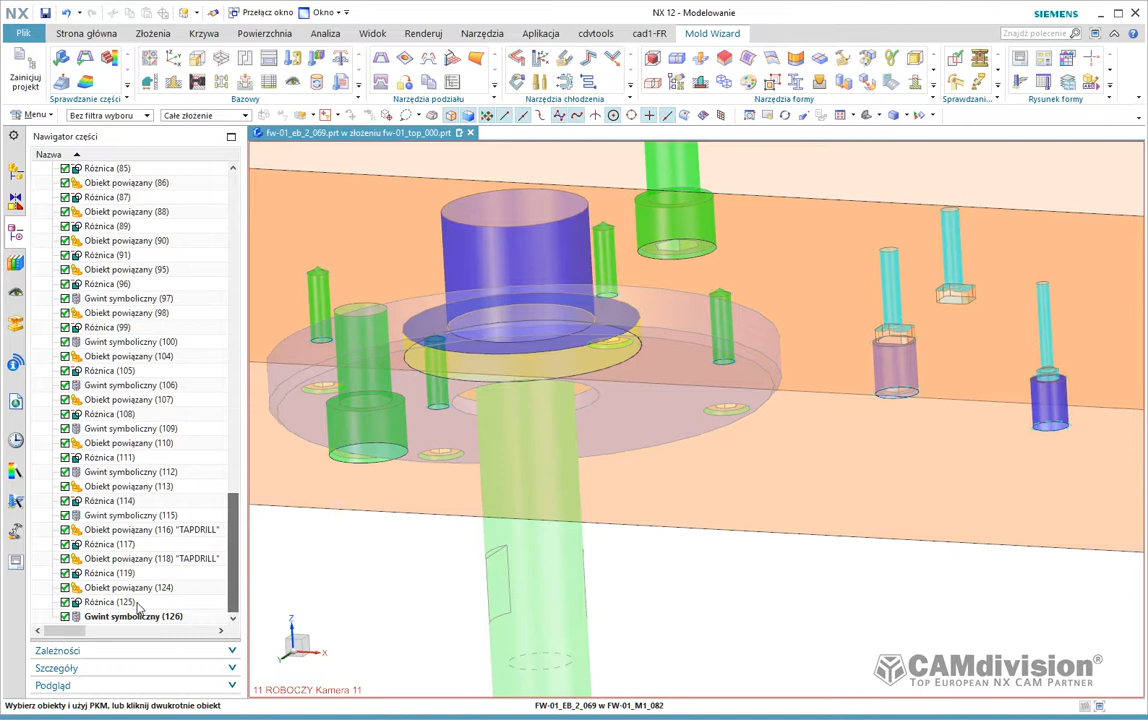 NX
Przełącz okno
Okno
NX 12 - Modelowanie
SIEMENS
Plik
Strona główna
Złożenia
Krzywa
Powierzchnia
Analiza
Widok
Renderuj
Narzędzia
Aplikacja
cdvtools
cad1-FR
Mold Wizard
Znajdź polecenie
Zainicjuj
projekt
Sprawdzanie części
Bazowy
Narzędzia podziału
Narzędzia chłodzenia
Narzędzia formy
Sprawdzani...
Rysunek formy
Menu
Bez filtra wyboru
Całe złożenie
Nawigator części
fw-01_eb_2_069.prt w złożeniu fw-01_top_000.prt
Nazwa
Różnica (85)
Obiekt powiązany (86)
Różnica (87)
Obiekt powiązany (88)
Różnica (89)
Obiekt powiązany (90)
Różnica (91)
Obiekt powiązany (95)
Różnica (96)
Gwint symboliczny (97)
Obiekt powiązany (98)
Różnica (99)
Gwint symboliczny (100)
Obiekt powiązany (104)
Różnica (105)
Gwint symboliczny (106)
Obiekt powiązany (107)
Różnica (108)
Gwint symboliczny (109)
Obiekt powiązany (110)
Różnica (111)
Gwint symboliczny (112)
Obiekt powiązany (113)
Różnica (114)
Gwint symboliczny (115)
Obiekt powiązany (116) "TAPDRILL"
Różnica (117)
Obiekt powiązany (118) "TAPDRILL"
Różnica (119)
Obiekt powiązany (124)
Różnica (125)
Gwint symboliczny (126)
Zależności
Szczegóły
Podgląd
Z
Y
X
11 ROBOCZY Kamera 11
CAMdivision®
TOP EUROPEAN NX CAM PARTNER
Wybierz obiekty i użyj PKM, lub kliknij dwukrotnie obiekt
FW-01_EB_2_069 w FW-01_M1_082